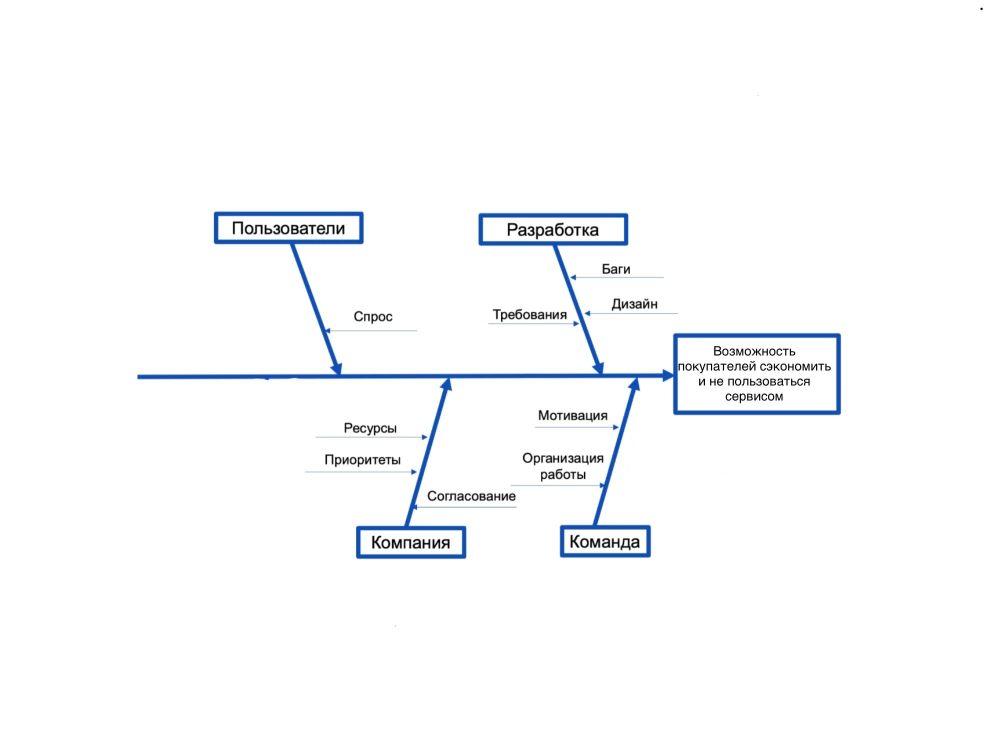 Пользователи
Разработка
Баги
Дизайн
Требования
Спрос
Возможность
покупателей сэкономить
и не пользоваться
сервисом
Мотивация
Ресурсы
Приоритеты
Организация
работы
Согласование
Компания
Команда